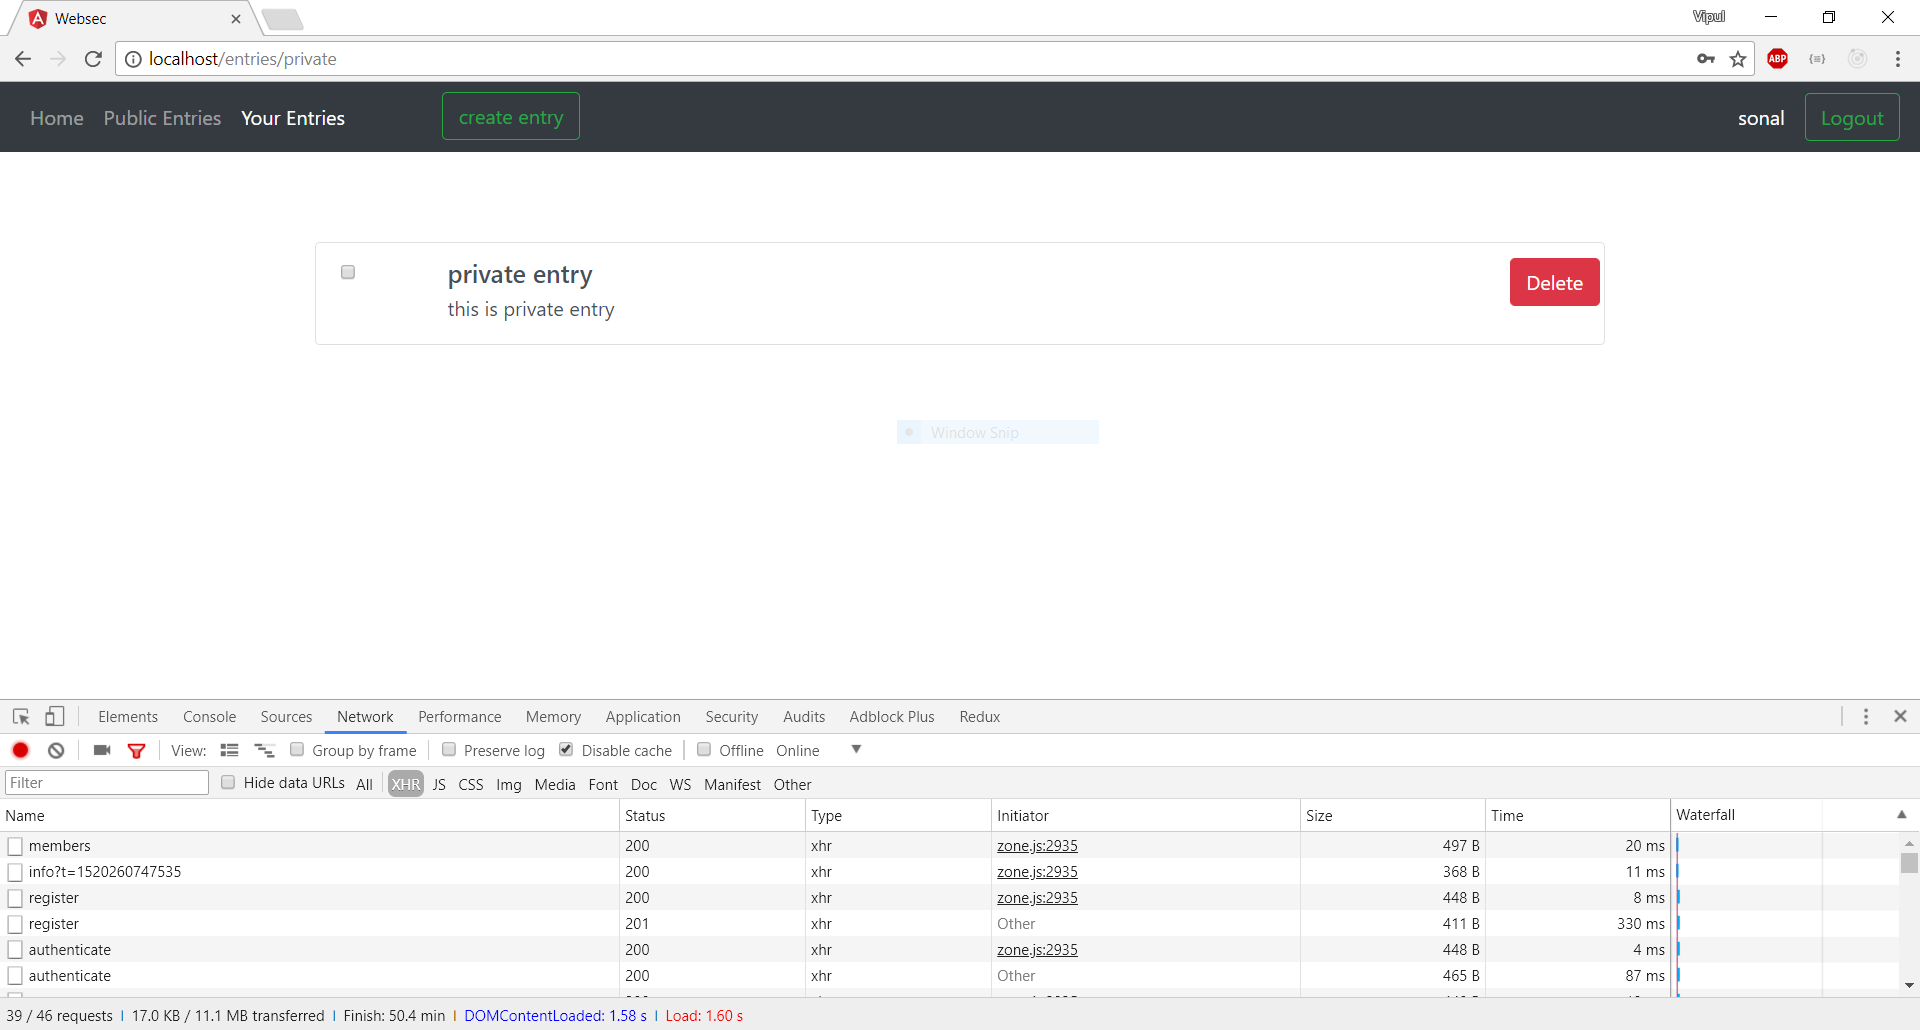 Websec
Vipul
localhost/entries/private
ABP
Home Public Entries Your Entries create entry sonal Logout
private entry
Delete
this is private entry
Window Snip
Elements Console Sources Network Performance Memory Application Security Audits Adblock Plus Redux
View: Group by frame Preserve log Disable cache Offline Online
Filter Hide data URLs All XHR JS CSS Img Media Font Doc WS Manifest Other
Name Status Type Initiator Size Time Waterfall
members 200 xhr zone.js:2935 497 B 20 ms
info?t=1520260747535 200 xhr zone.js:2935 368 B 11 ms
register 200 xhr zone.js:2935 448 B 8 ms
register 201 xhr Other 411 B 330 ms
authenticate 200 xhr zone.js:2935 448 B 4 ms
authenticate 200 xhr Other 465 B 87 ms
39 / 46 requests | 17.0 KB / 11.1 MB transferred | Finish: 50.4 min | DOMContentLoaded: 1.58 s | Load: 1.60 s